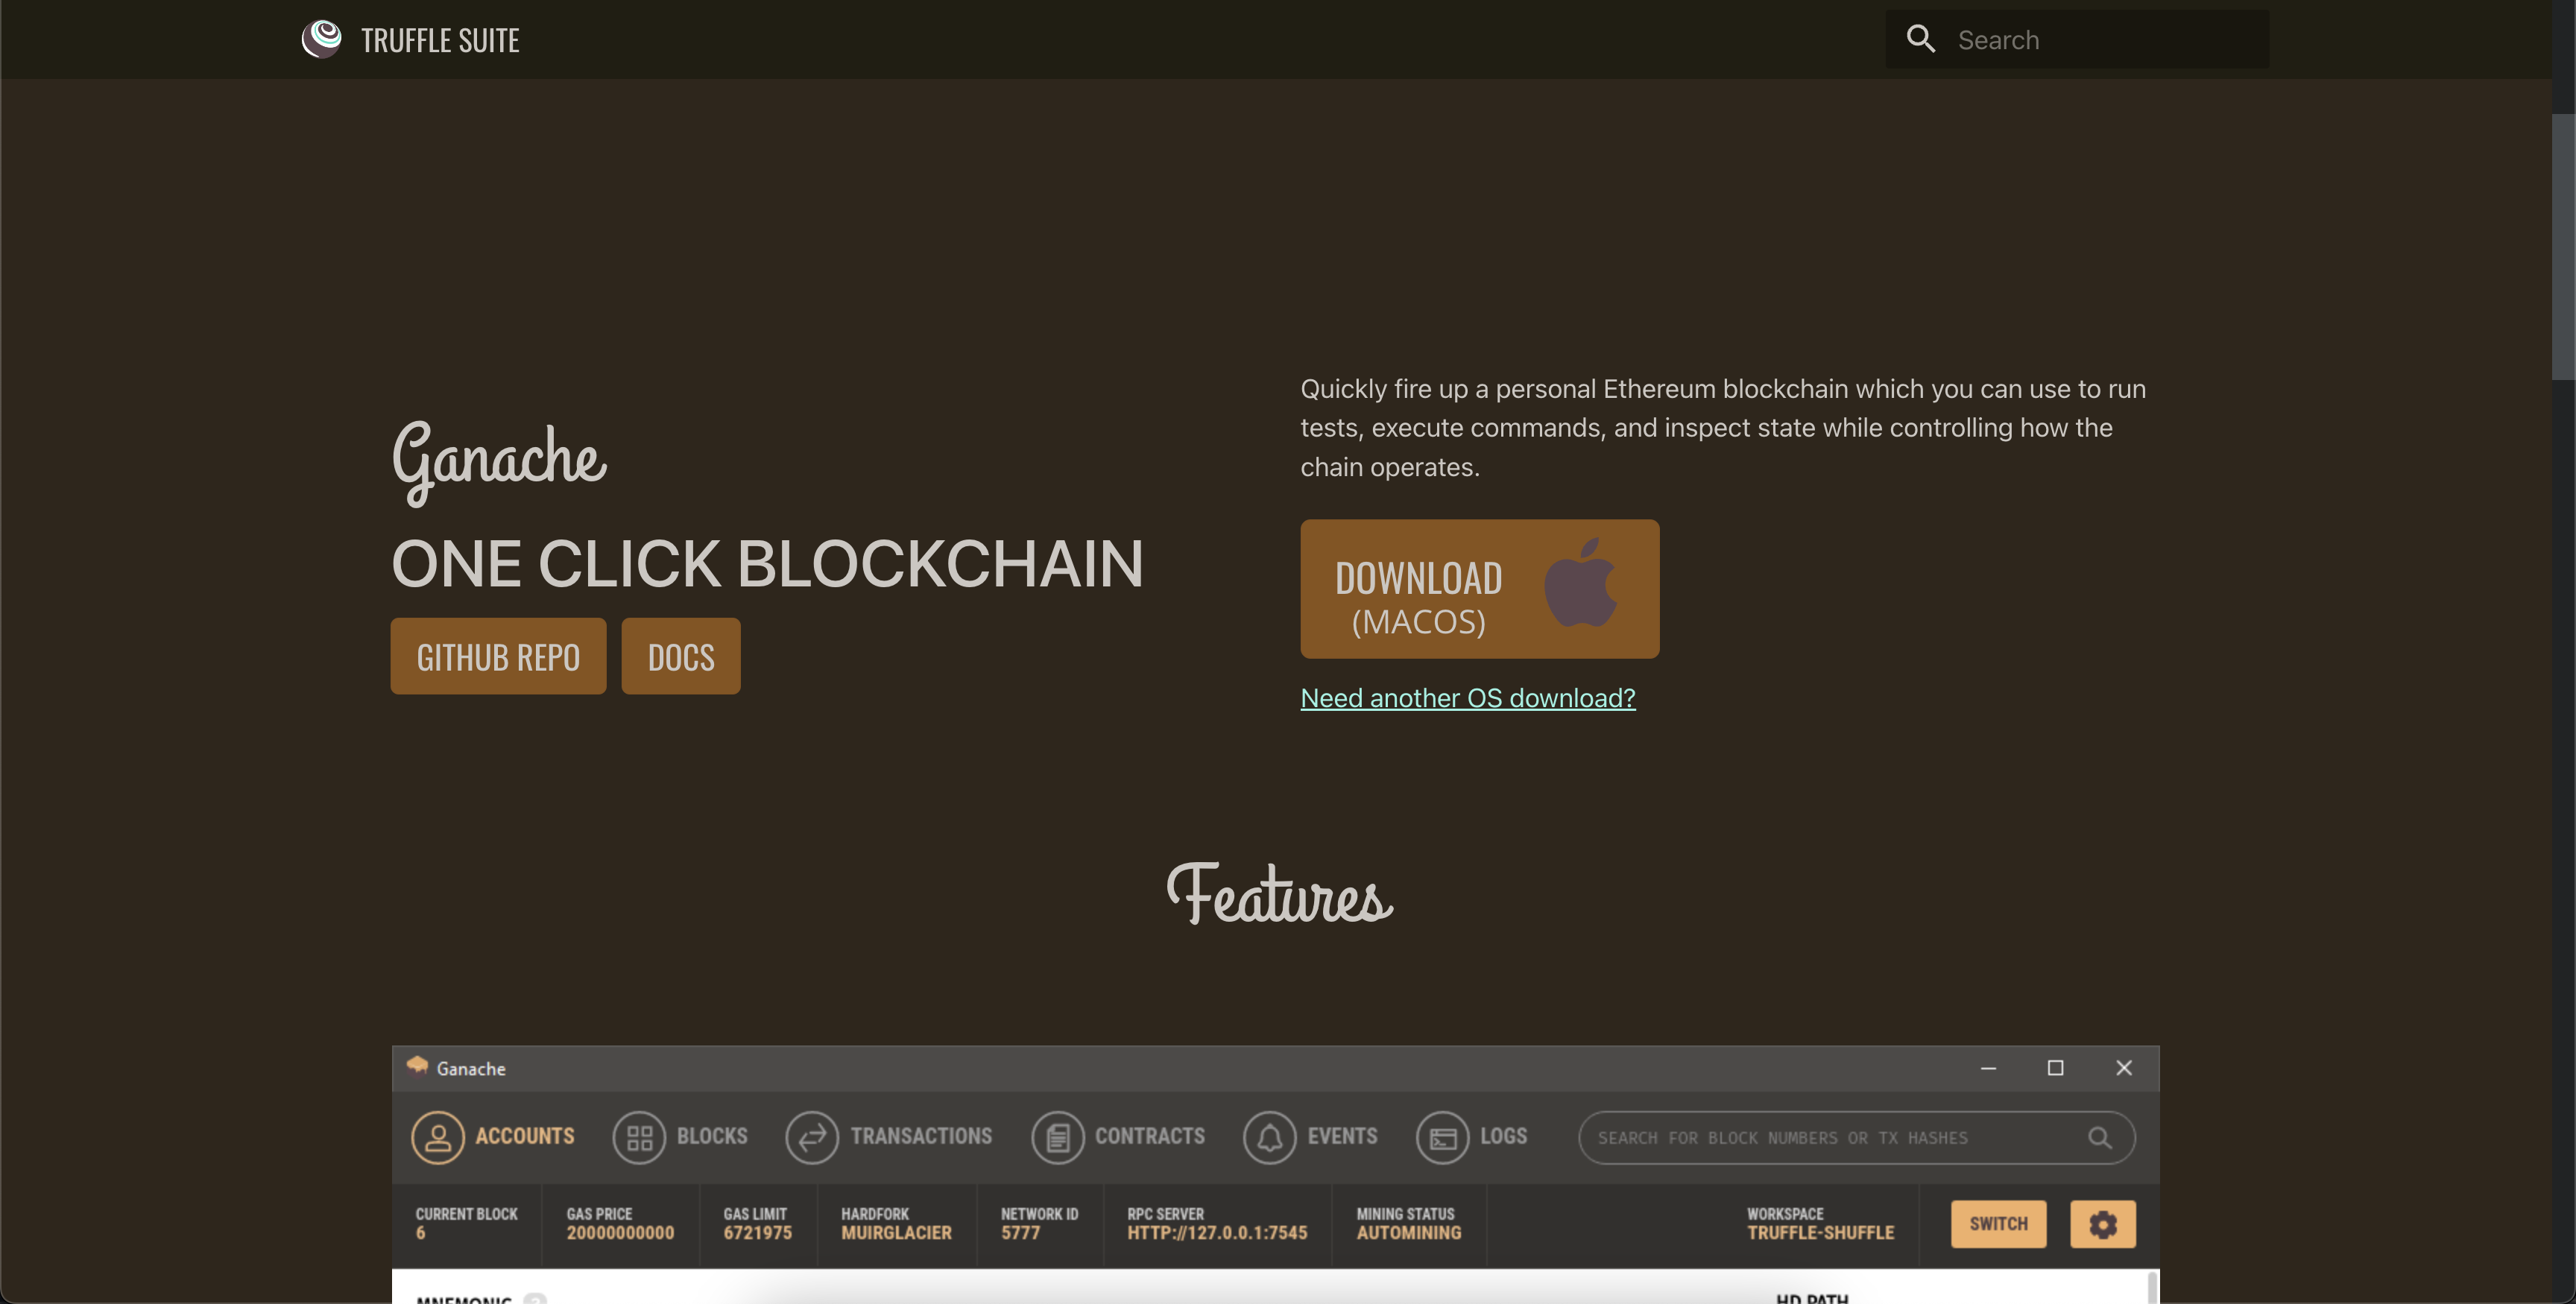 TRUFFLE SUITE
Search
Ganache
ONE CLICK BLOCKCHAIN
GITHUB REPO
DOCS
Quickly fire up a personal Ethereum blockchain which you can use to run
tests, execute commands, and inspect state while controlling how the
chain operates.
DOWNLOAD
(MACOS)
Need another OS download?
Features
Ganache
ACCOUNTS BLOCKS TRANSACTIONS CONTRACTS EVENTS LOGS SEARCH FOR BLOCK NUMBERS OR TX HASHES
CURRENT BLOCK GAS PRICE GAS LIMIT HARDFORK NETWORK ID RPC SERVER MINING STATUS WORKSPACE
6 20000000000 6721975 MUIRGLACIER 5777 HTTP://127.0.0.1:7545 AUTOMINING TRUFFLE-SHUFFLE
SWITCH
MNEMONIC ? HD PATH